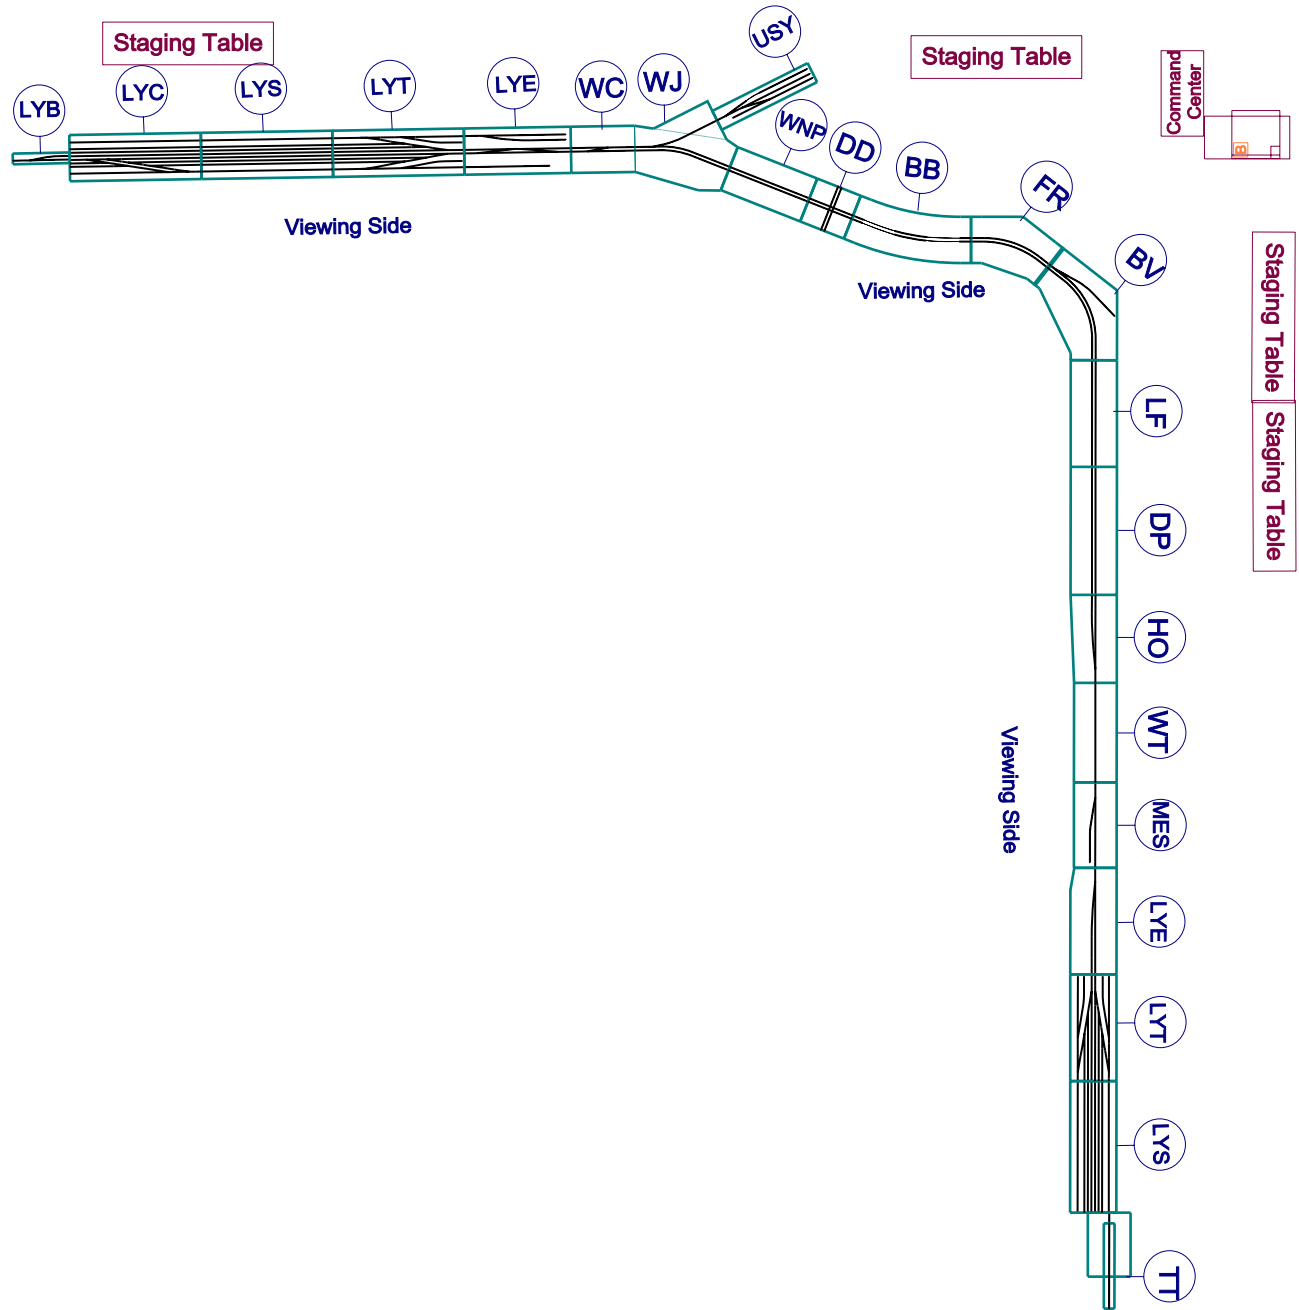 Staging Table
LYB
LYC
LYS
LYT
LYE
WC
WJ
USY
Staging Table
Command
Center
B
WNP
DD
BB
FR
BV
Viewing Side
Viewing Side
Staging Table
Staging Table
LF
DP
HO
WT
MES
Viewing Side
LYE
LYT
LYS
TT